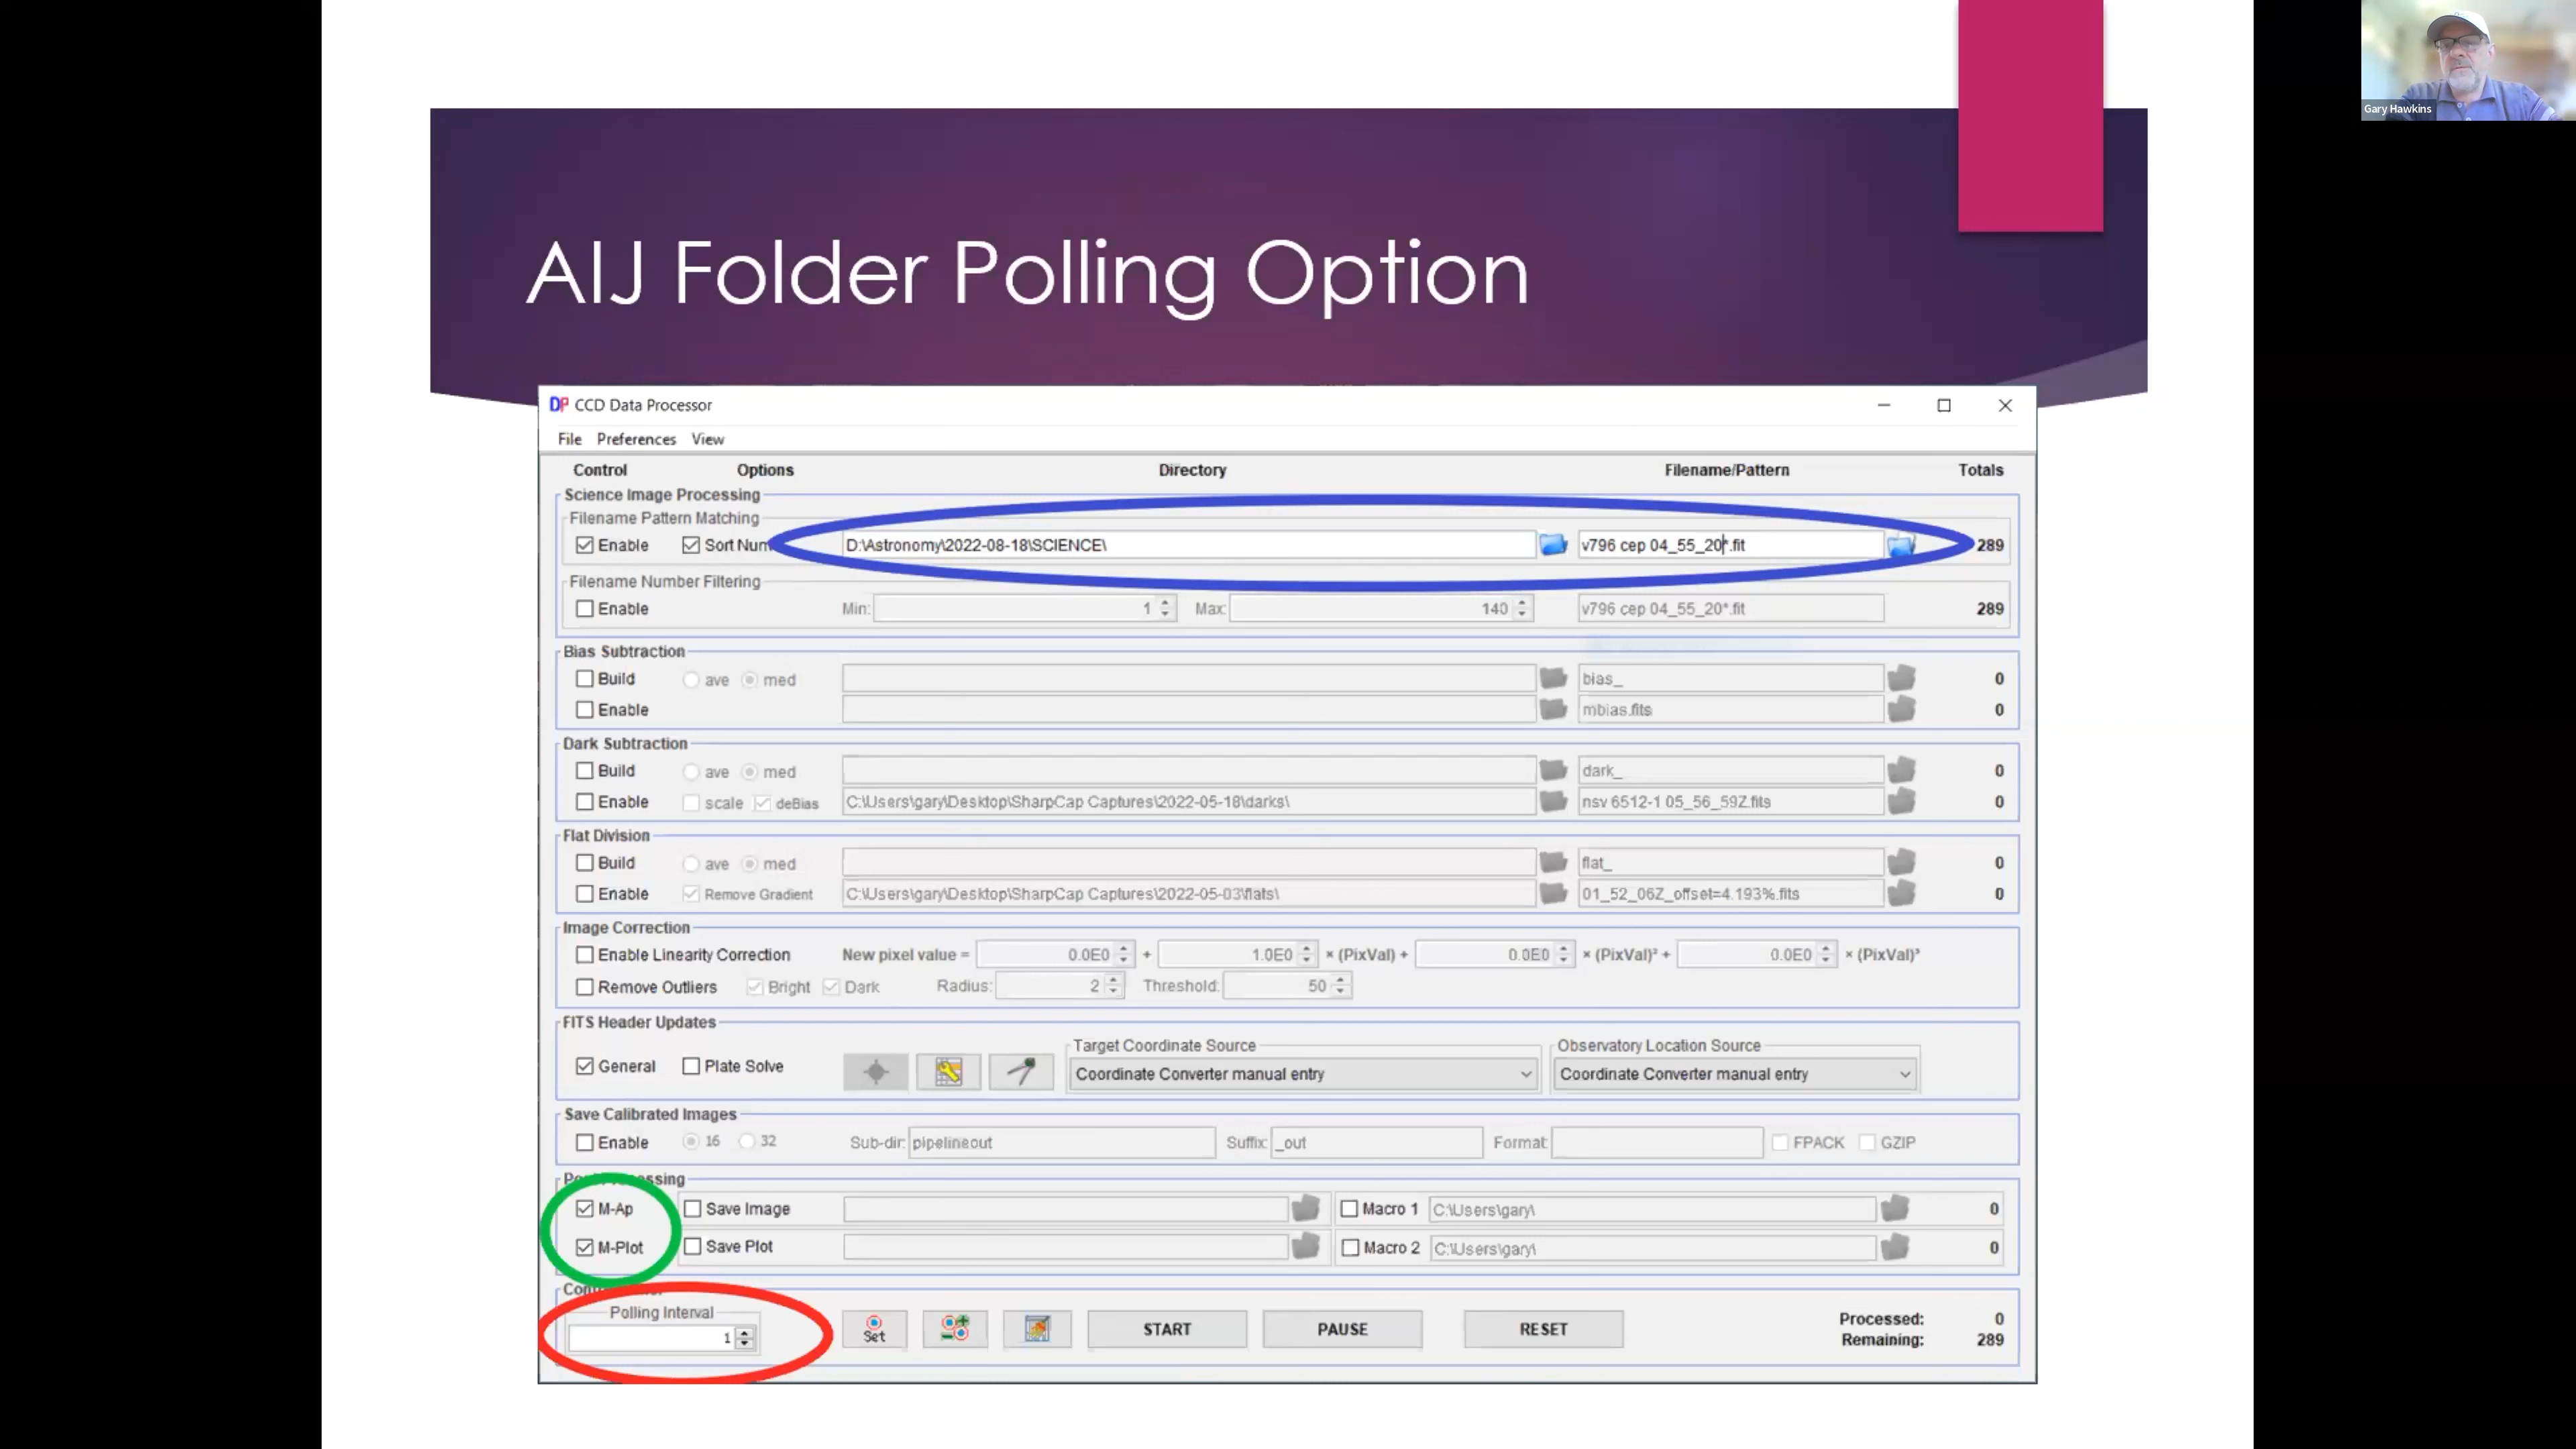 Gary Hawkins
AIJ Folder Polling Option
DP CCD Data Processor
File Preferences View
Control Options Directory Filename/Pattern Totals
Science Image Processing
Filename Pattern Matching
Enable Sort Num D:\Astronomy\2022-08-18\SCIENCE\ v796 cep 04_55_20*.fit 289
Filename Number Filtering
Enable Min: 1 Max: 140 v796 cep 04_55_20*.fit 289
Bias Subtraction
Build ave med bias_ 0
Enable mbias.fits 0
Dark Subtraction
Build ave med dark_ 0
Enable scale deBias C:\Users\gary\Desktop\SharpCap Captures\2022-05-18\darks\ nsv 6512-1 05_56_59Z.fits 0
Flat Division
Build ave med flat_ 0
Enable Remove Gradient C:\Users\gary\Desktop\SharpCap Captures\2022-05-03\flats\ 01_52_06Z_offset=4.193%.fits 0
Image Correction
Enable Linearity Correction New pixel value = 0.0E0 + 1.0E0 × (PixVal) + 0.0E0 × (PixVal)² + 0.0E0 × (PixVal)³
Remove Outliers Bright Dark Radius: 2 Threshold: 50
FITS Header Updates
Target Coordinate Source Observatory Location Source
General Plate Solve Coordinate Converter manual entry Coordinate Converter manual entry
Save Calibrated Images
Enable 16 32 Sub-dir: pipelineout Suffix: _out Format: FPACK GZIP
M-Ap Save Image Macro 1 C:\Users\gary\ 0
M-Plot Save Plot Macro 2 C:\Users\gary\ 0
Polling Interval
1 Set START PAUSE RESET
Processed: 0
Remaining: 289